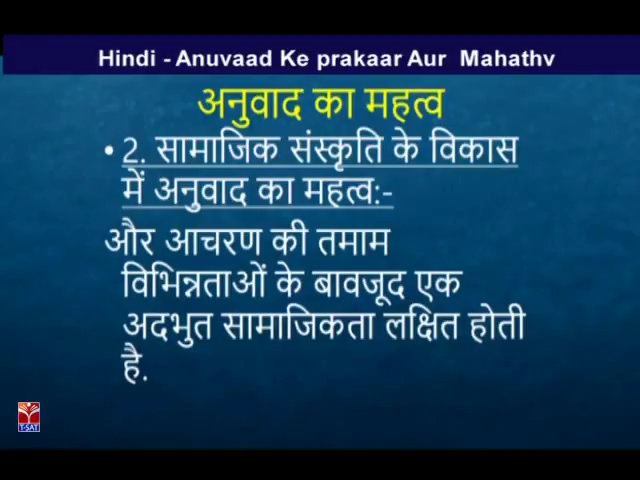 Hindi - Anuvaad Ke prakaar Aur Mahathv
अनुवाद का महत्व
• 2. सामाजिक संस्कृति के विकास
में अनुवाद का महत्व:-
और आचरण की तमाम
विभिन्नताओं के बावजूद एक
अदभुत सामाजिकता लक्षित होती
है.
T-SAT